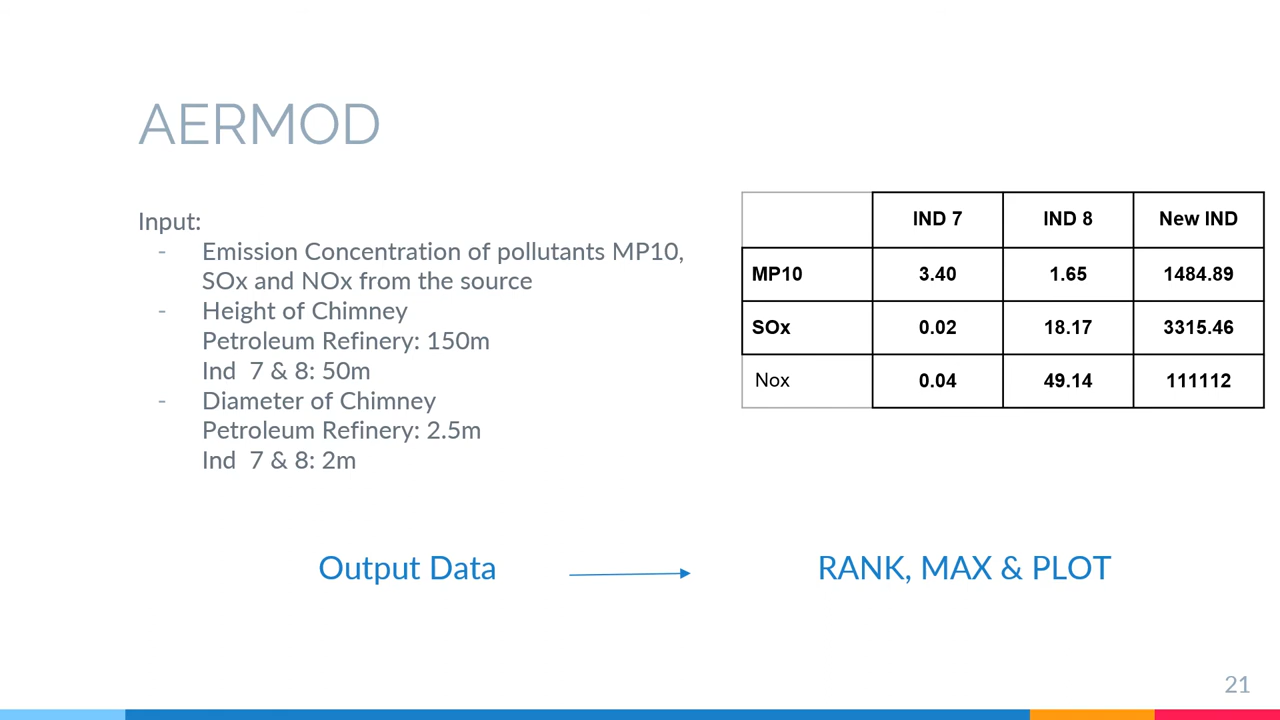 AERMOD
Input:
- Emission Concentration of pollutants MP10,
SOx and NOx from the source
- Height of Chimney
Petroleum Refinery: 150m
Ind 7 & 8: 50m
- Diameter of Chimney
Petroleum Refinery: 2.5m
Ind 7 & 8: 2m
IND 7 IND 8 New IND
MP10 3.40 1.65 1484.89
SOx 0.02 18.17 3315.46
Nox 0.04 49.14 111112
Output Data RANK, MAX & PLOT
21